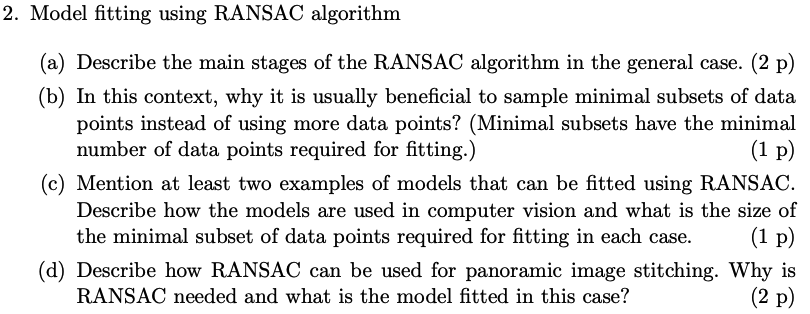 2. Model fitting using RANSAC algorithm
(a) Describe the main stages of the RANSAC algorithm in the general case. (2 p)
(b) In this context, why it is usually beneficial to sample minimal subsets of data
points instead of using more data points? (Minimal subsets have the minimal
number of data points required for fitting.) (1 p)
(c) Mention at least two examples of models that can be fitted using RANSAC.
Describe how the models are used in computer vision and what is the size of
the minimal subset of data points required for fitting in each case. (1 p)
(d) Describe how RANSAC can be used for panoramic image stitching. Why is
RANSAC needed and what is the model fitted in this case? (2 p)